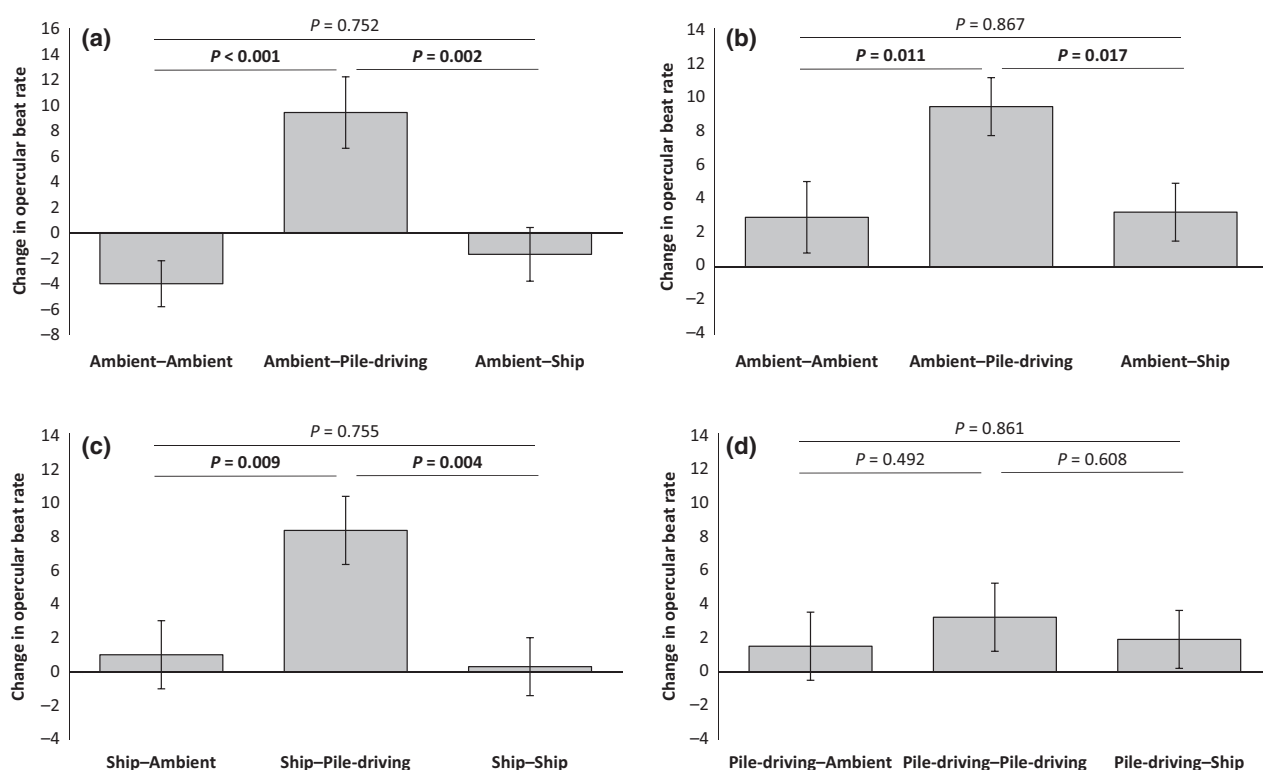 (a)
P = 0.752
P < 0.001
P = 0.002
Change in opercular beat rate
16
14
12
10
8
6
4
2
0
–2
–4
–6
–8
Ambient–Ambient
Ambient–Pile-driving
Ambient–Ship
(b)
P = 0.867
P = 0.011
P = 0.017
Change in opercular beat rate
14
12
10
8
6
4
2
0
–2
–4
Ambient–Ambient
Ambient–Pile-driving
Ambient–Ship
(c)
P = 0.755
P = 0.009
P = 0.004
Change in opercular beat rate
14
12
10
8
6
4
2
0
–2
–4
Ship–Ambient
Ship–Pile-driving
Ship–Ship
(d)
P = 0.861
P = 0.492
P = 0.608
Change in opercular beat rate
14
12
10
8
6
4
2
0
–2
–4
Pile-driving–Ambient
Pile-driving–Pile-driving
Pile-driving–Ship